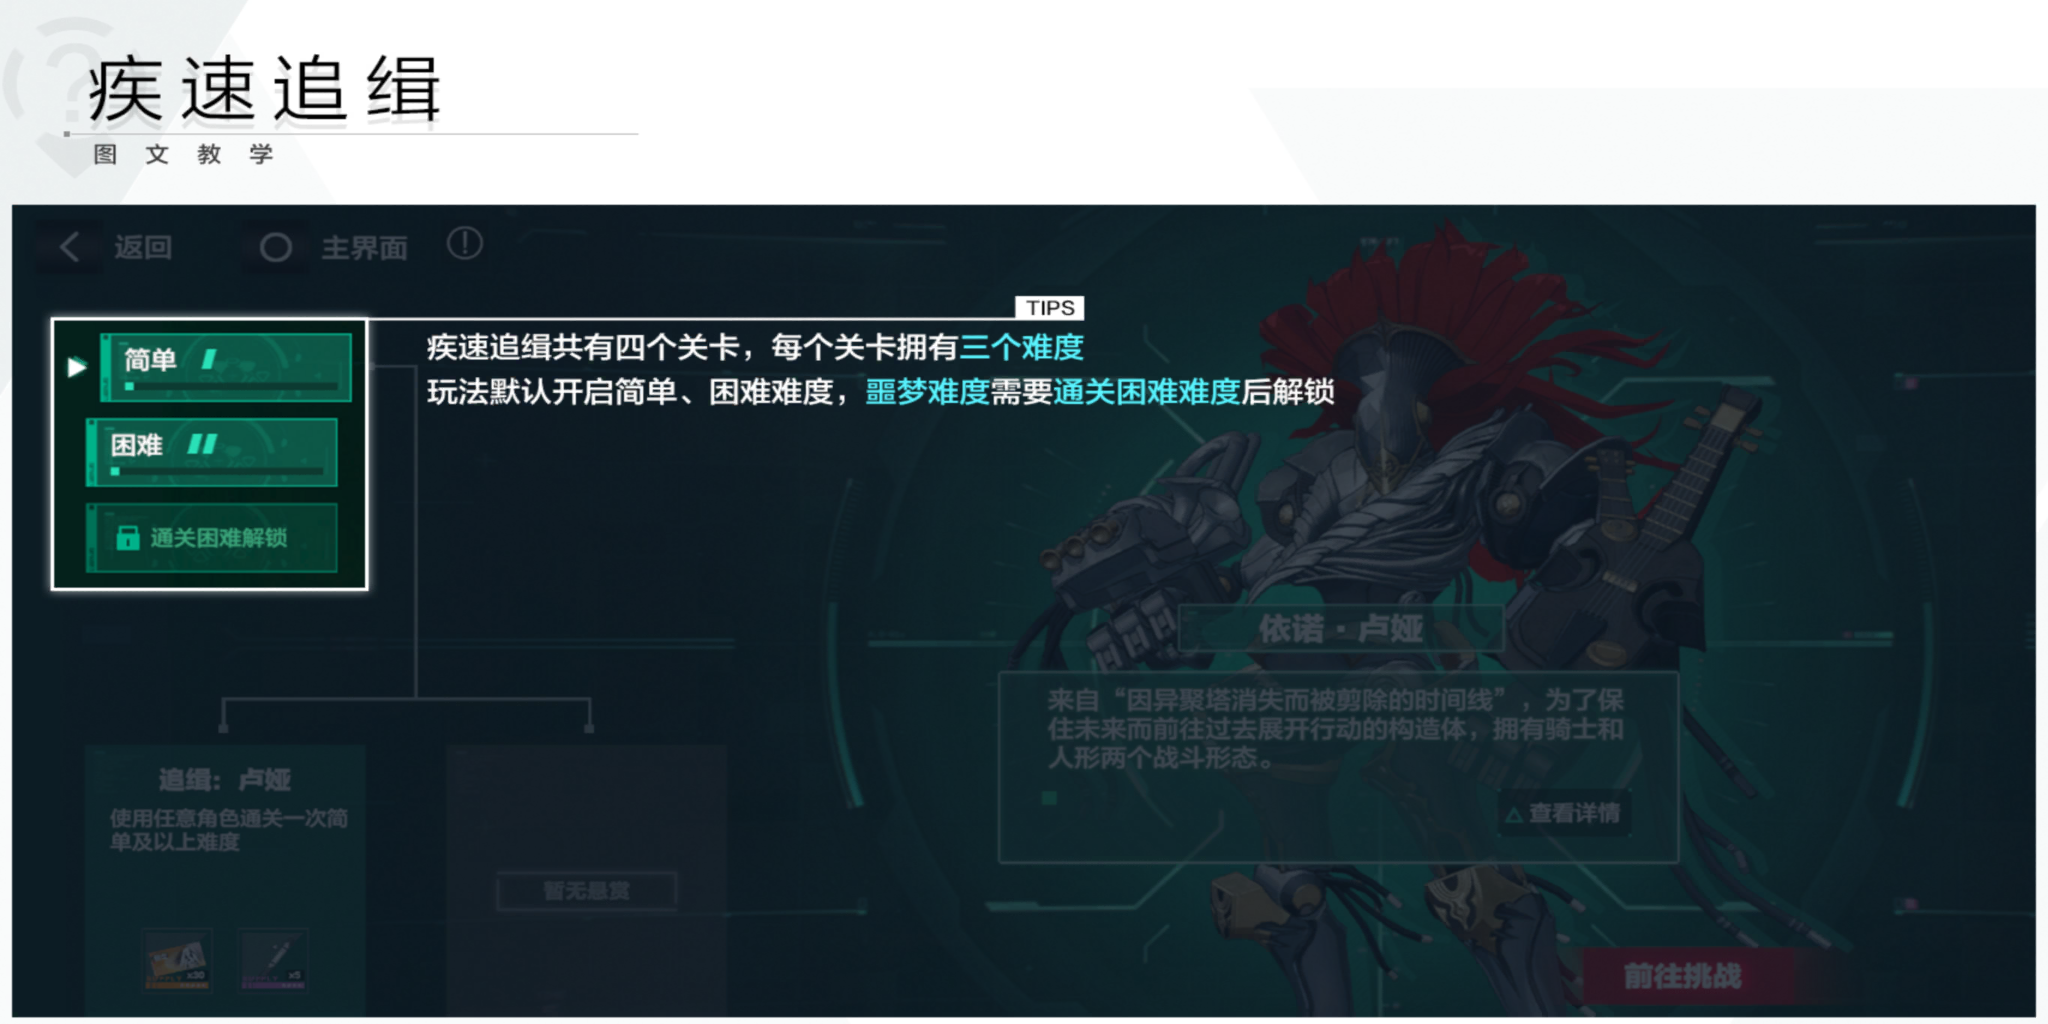 疾速追缉
图文教学
返回
主界面
TIPS
简单
疾速追缉共有四个关卡，每个关卡拥有三个难度
玩法默认开启简单、困难难度，噩梦难度需要通关困难难度后解锁
困难
通关困难解锁
依诺·卢娅
来自“因异聚塔消失而被剪除的时间线”，为了保
住未来而前往过去展开行动的构造体，拥有骑士和
人形两个战斗形态。
查看详情
追缉：卢娅
使用任意角色通关一次简
单及以上难度
暂无悬赏
x30
x5
前往挑战